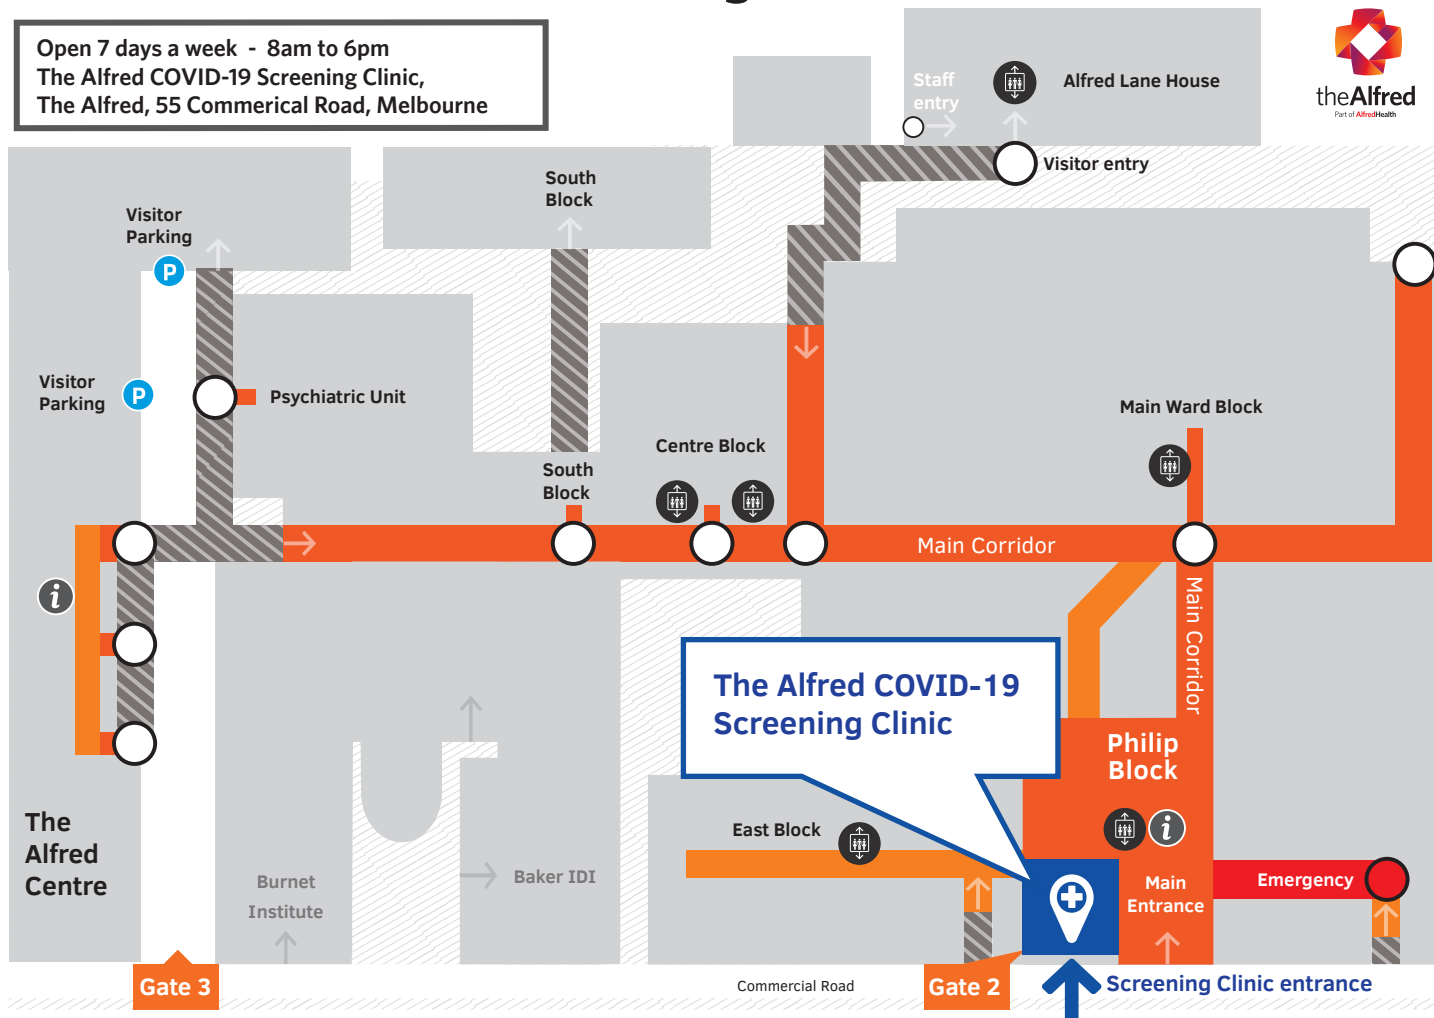 Open 7 days a week - 8am to 6pm
The Alfred COVID-19 Screening Clinic,
The Alfred, 55 Commerical Road, Melbourne
Staff
entry
Alfred Lane House
theAlfred
Part of AlfredHealth
Visitor entry
South
Block
Visitor
Parking
P
Visitor
Parking
P
Psychiatric Unit
Main Ward Block
Centre Block
South
Block
Main Corridor
i
Main Corridor
The Alfred COVID-19
Screening Clinic
Philip
Block
i
East Block
The
Alfred
Centre
Burnet
Institute
Baker IDI
Main
Entrance
Emergency
Gate 3
Commercial Road
Gate 2
Screening Clinic entrance